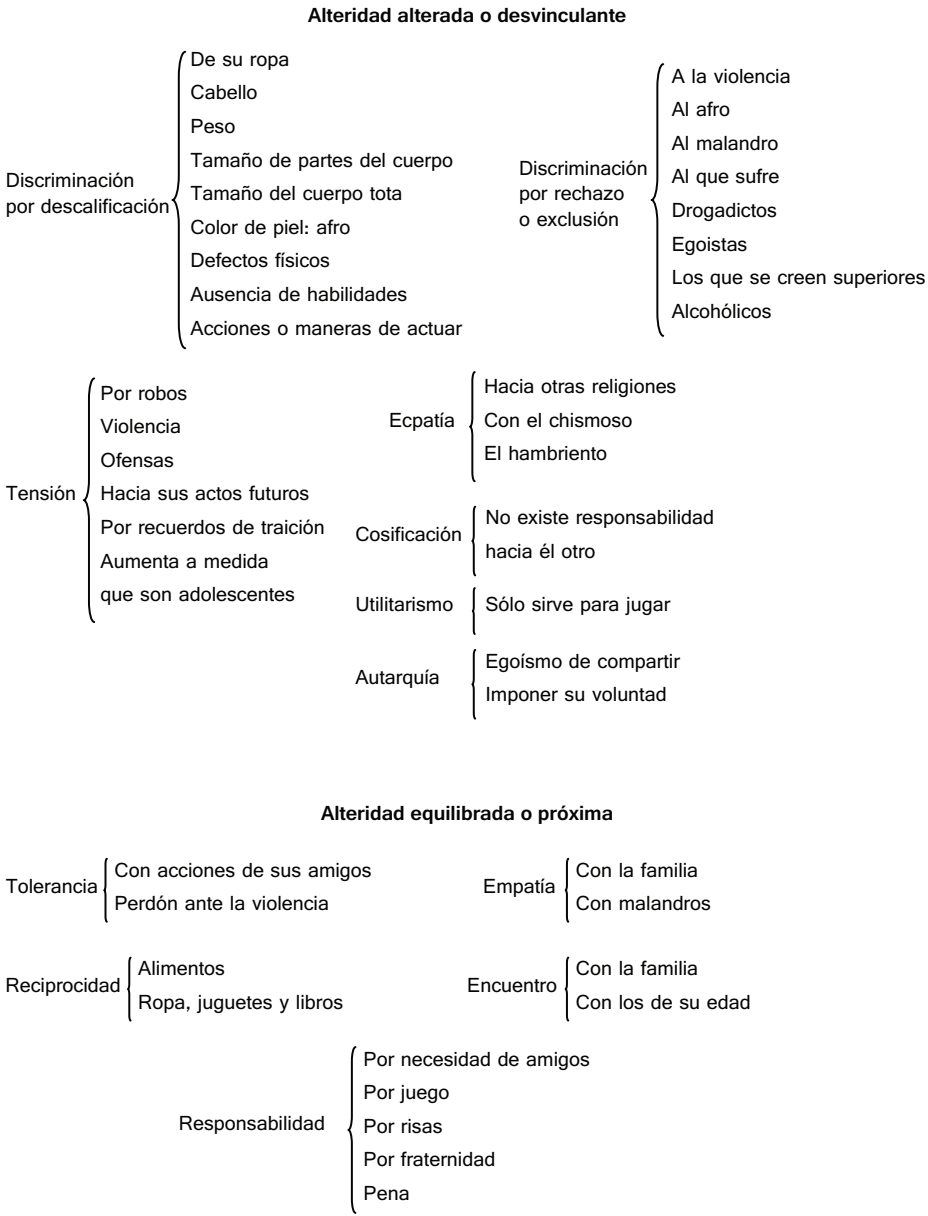 Alteridad alterada o desvinculante
Discriminación
por descalificación
De su ropa
Cabello
Peso
Tamaño de partes del cuerpo
Tamaño del cuerpo tota
Color de piel: afro
Defectos físicos
Ausencia de habilidades
Acciones o maneras de actuar
Discriminación
por rechazo
o exclusión
A la violencia
Al afro
Al malandro
Al que sufre
Drogadictos
Egoistas
Los que se creen superiores
Alcohólicos
Tensión
Por robos
Violencia
Ofensas
Hacia sus actos futuros
Por recuerdos de traición
Aumenta a medida
que son adolescentes
Ecpatía
Hacia otras religiones
Con el chismoso
El hambriento
Cosificación
No existe responsabilidad
hacia él otro
Utilitarismo
Sólo sirve para jugar
Autarquía
Egoísmo de compartir
Imponer su voluntad
Alteridad equilibrada o próxima
Tolerancia
Con acciones de sus amigos
Perdón ante la violencia
Empatía
Con la familia
Con malandros
Reciprocidad
Alimentos
Ropa, juguetes y libros
Encuentro
Con la familia
Con los de su edad
Responsabilidad
Por necesidad de amigos
Por juego
Por risas
Por fraternidad
Pena